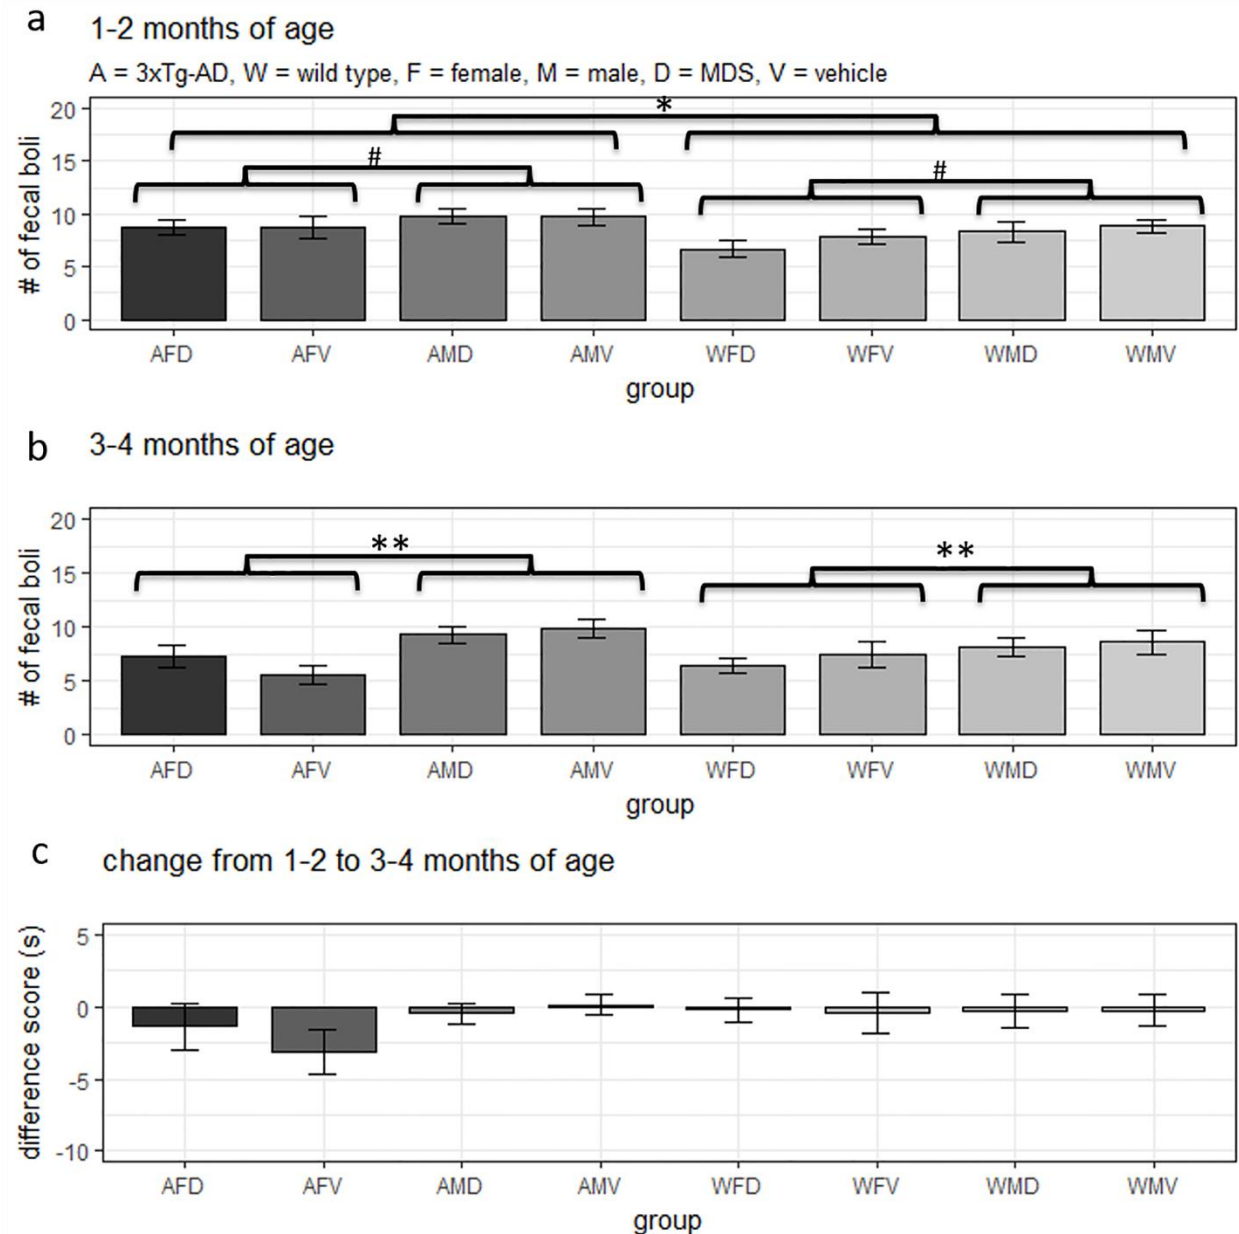 a
1-2 months of age
A = 3xTg-AD, W = wild type, F = female, M = male, D = MDS, V = vehicle
# of fecal boli
20
15
10
5
0
*
#
#
AFD AFV AMD AMV WFD WFV WMD WMV
group
b
3-4 months of age
# of fecal boli
20
15
10
5
0
**
**
AFD AFV AMD AMV WFD WFV WMD WMV
group
c
change from 1-2 to 3-4 months of age
difference score (s)
5
0
-5
-10
AFD AFV AMD AMV WFD WFV WMD WMV
group